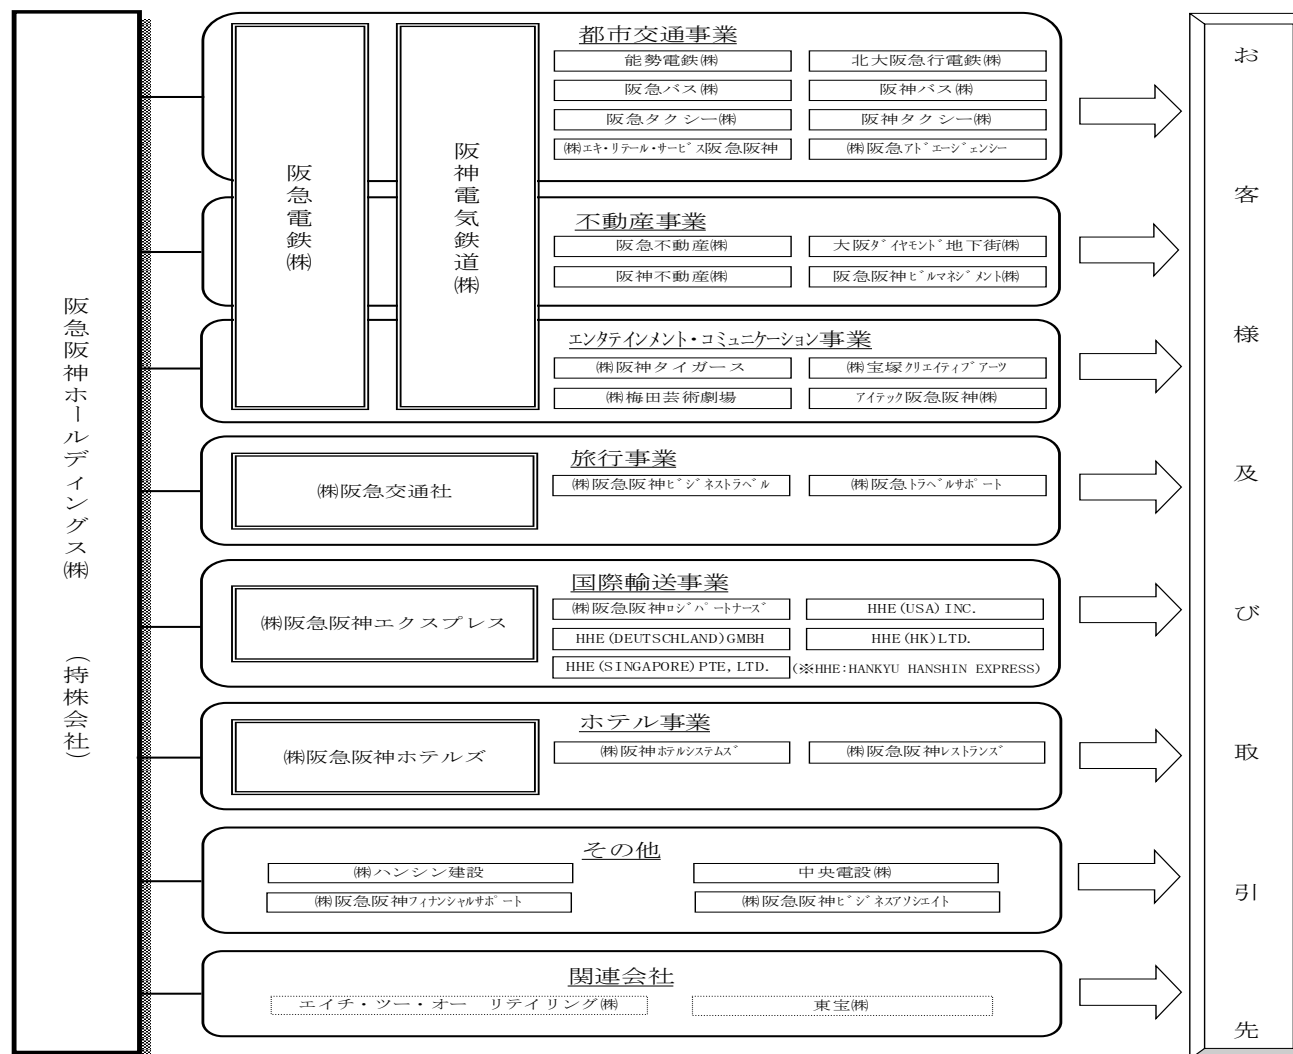 阪急阪神ホールディングス㈱
（持株会社）
阪急電鉄㈱
阪神電気鉄道㈱
都市交通事業
能勢電鉄㈱
北大阪急行電鉄㈱
阪急バス㈱
阪神バス㈱
阪急タクシー㈱
阪神タクシー㈱
㈱エキ・リテール・サービス阪急阪神
㈱阪急アドエージェンシー
不動産事業
阪急不動産㈱
大阪ダイヤモンド地下街㈱
阪神不動産㈱
阪急阪神ビルマネジメント㈱
エンタテインメント・コミュニケーション事業
㈱阪神タイガース
㈱宝塚クリエイティブアーツ
㈱梅田芸術劇場
アイテック阪急阪神㈱
旅行事業
㈱阪急交通社
㈱阪急阪神ビジネストラベル
㈱阪急トラベルサポート
国際輸送事業
㈱阪急阪神エクスプレス
㈱阪急阪神ロジパートナーズ
HHE(USA)INC.
HHE(DEUTSCHLAND)GMBH
HHE(HK)LTD.
HHE(SINGAPORE)PTE,LTD.
(※HHE:HANKYU HANSHIN EXPRESS)
ホテル事業
㈱阪急阪神ホテルズ
㈱阪神ホテルシステムズ
㈱阪急阪神レストランズ
その他
㈱ハンシン建設
中央電設㈱
㈱阪急阪神フィナンシャルサポート
㈱阪急阪神ビジネスアソシエイト
関連会社
エイチ・ツー・オー　リテイリング㈱
東宝㈱
お客様及び取引先